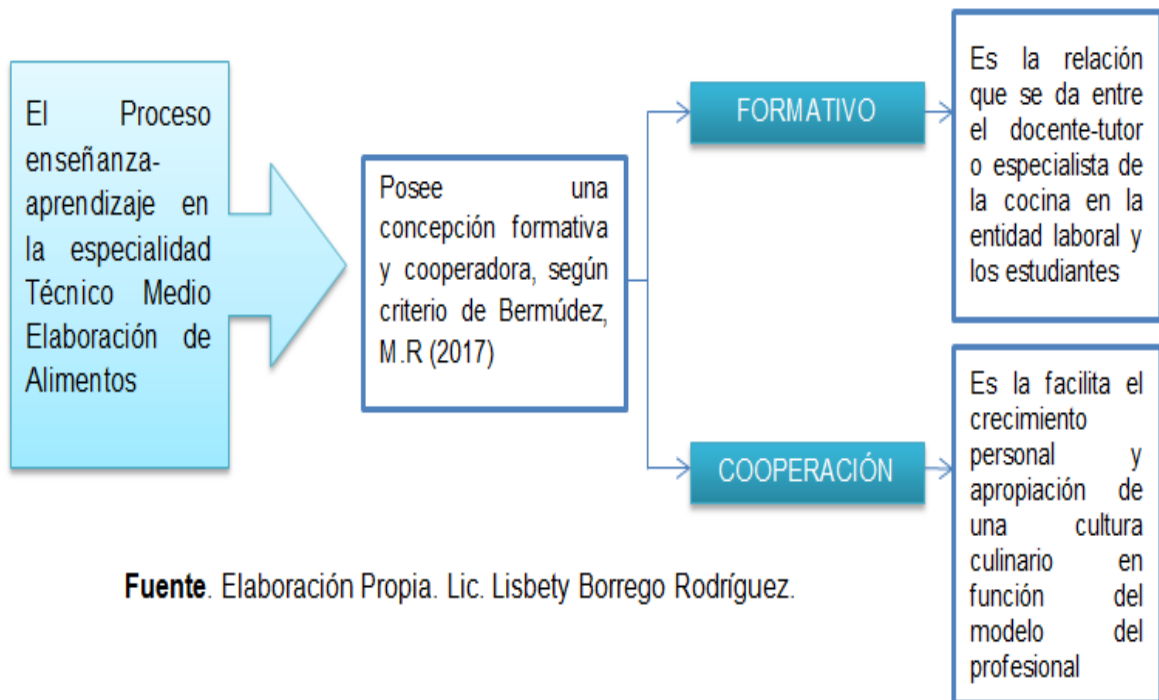 El Proceso
enseñanza-
aprendizaje en
la especialidad
Técnico Medio
Elaboración de
Alimentos
Posee una
concepción formativa
y cooperadora, según
criterio de Bermúdez,
M.R (2017)
FORMATIVO
Es la relación
que se da entre
el docente-tutor
o especialista de
la cocina en la
entidad laboral y
los estudiantes
COOPERACIÓN
Es la facilita el
crecimiento
personal y
apropiación de
una cultura
culinario en
función del
modelo del
profesional
Fuente. Elaboración Propia. Lic. Lisbety Borrego Rodríguez.